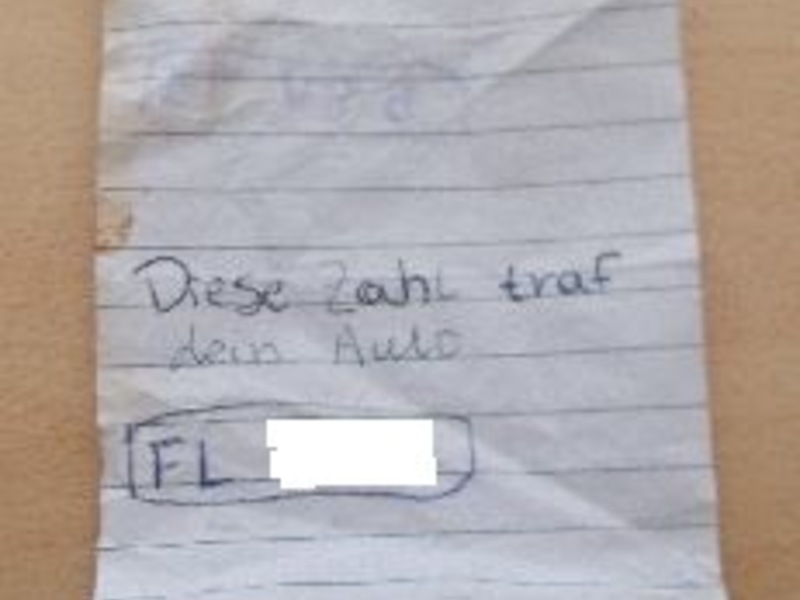 Diese Zahl traf
dein Auto
FL